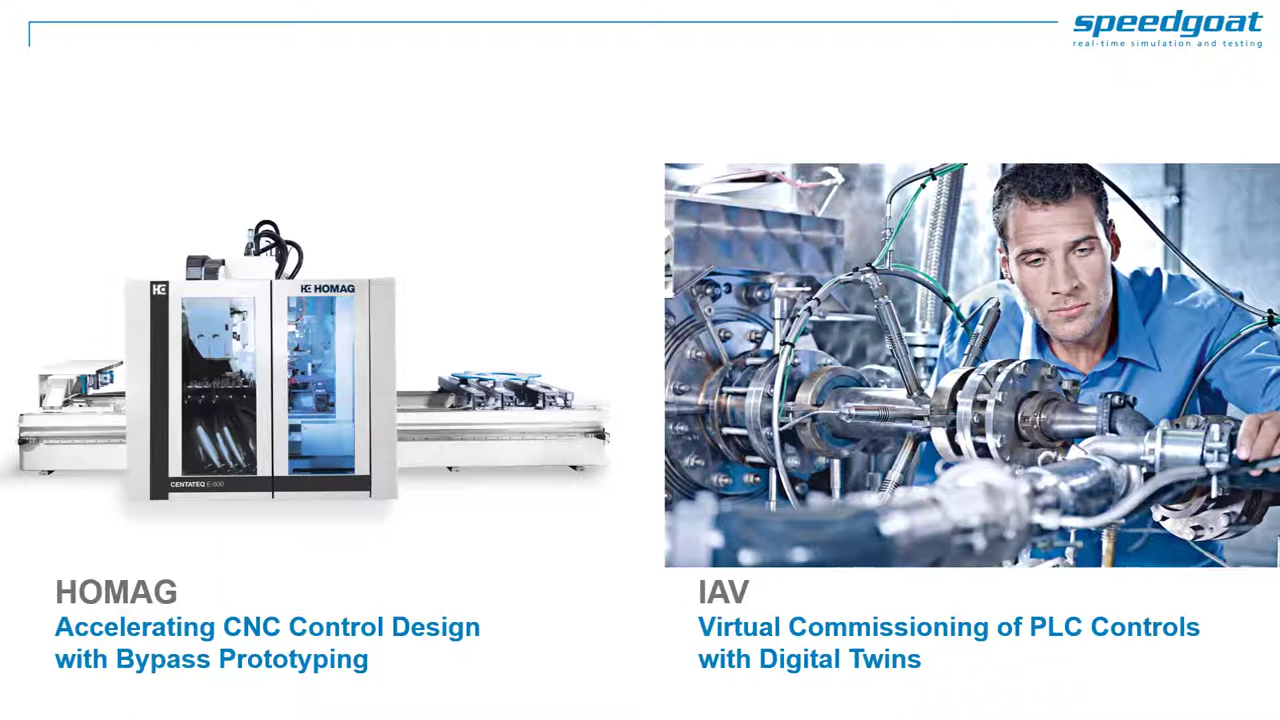 speedgoat
real-time simulation and testing
HOMAG
CENTATEQ E-500
HOMAG
Accelerating CNC Control Design
with Bypass Prototyping
IAV
Virtual Commissioning of PLC Controls
with Digital Twins